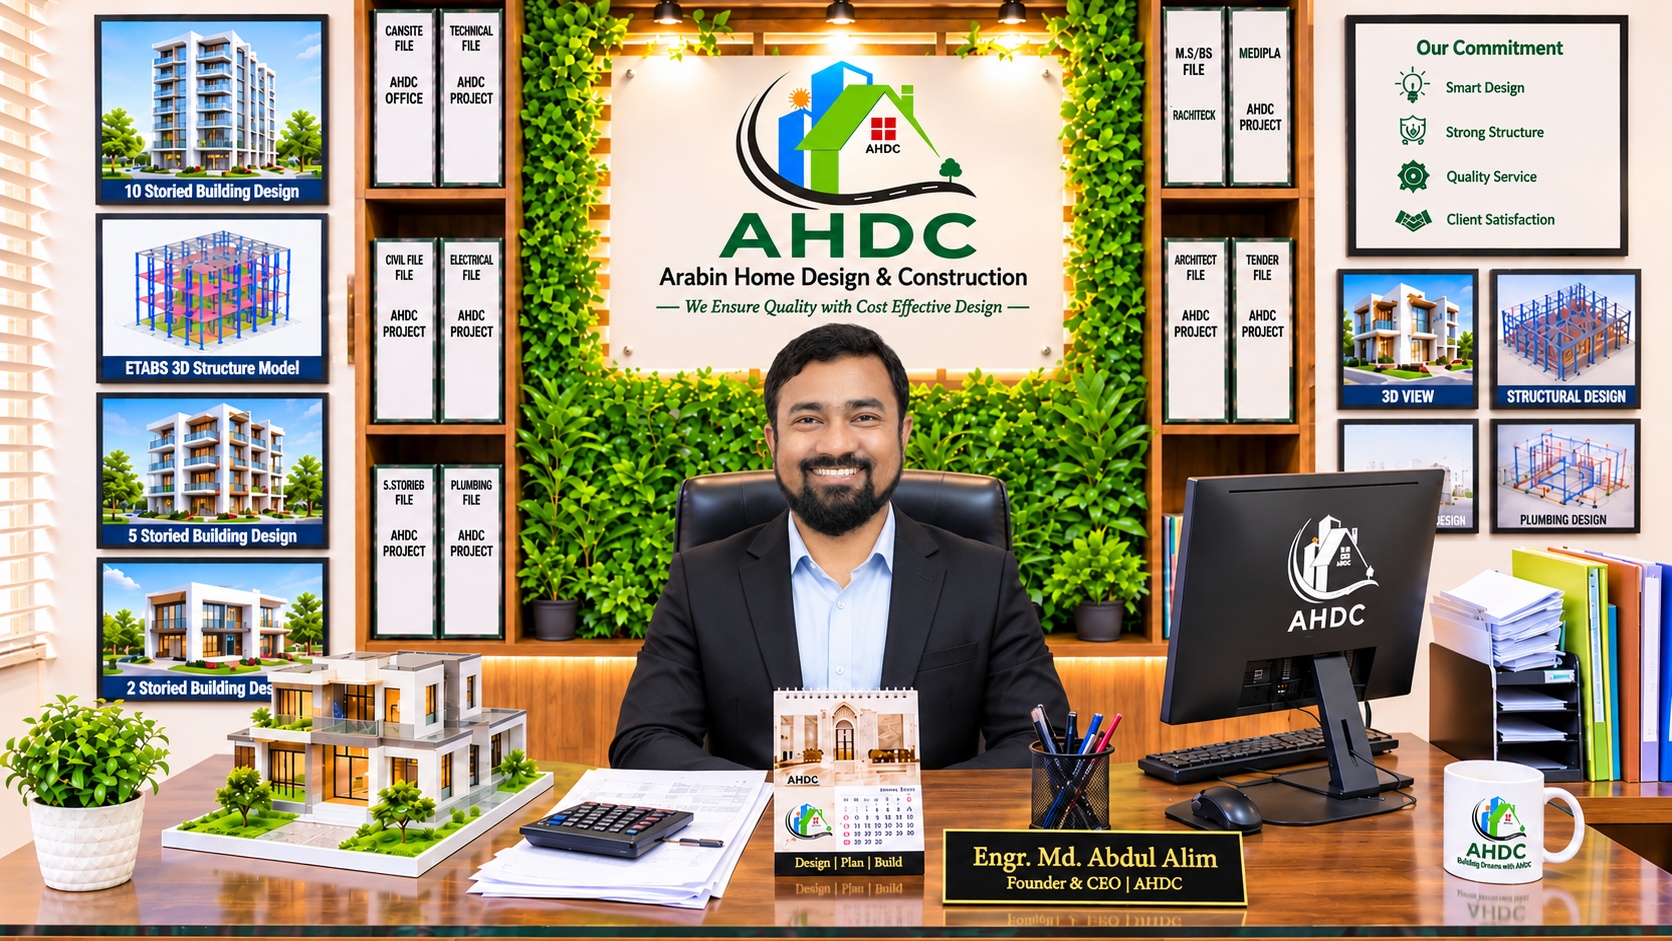 10 Storied Building Design
ETABS 3D Structure Model
5 Storied Building Design
2 Storied Building Des
CANSITE
FILE
AHDC
OFFICE
TECHNICAL
FILE
AHDC
PROJECT
CIVIL FILE
FILE
AHDC
PROJECT
ELECTRICAL
FILE
AHDC
PROJECT
5.STORIEG
FILE
AHDC
PROJECT
PLUMBING
FILE
AHDC
PROJECT
AHDC
AHDC
Arabin Home Design & Construction
We Ensure Quality with Cost Effective Design
M.S/BS
FILE
RACHITECK
MEDIPLA
AHDC
PROJECT
ARCHITECT
FILE
AHDC
PROJECT
TENDER
FILE
AHDC
PROJECT
Our Commitment
Smart Design
Strong Structure
Quality Service
Client Satisfaction
3D VIEW
STRUCTURAL DESIGN
ESIGN
PLUMBING DESIGN
AHDC
AHDC
AHDC
Design | Plan | Build
Engr. Md. Abdul Alim
Founder & CEO | AHDC
AHDC
Building Dreams with AHDC